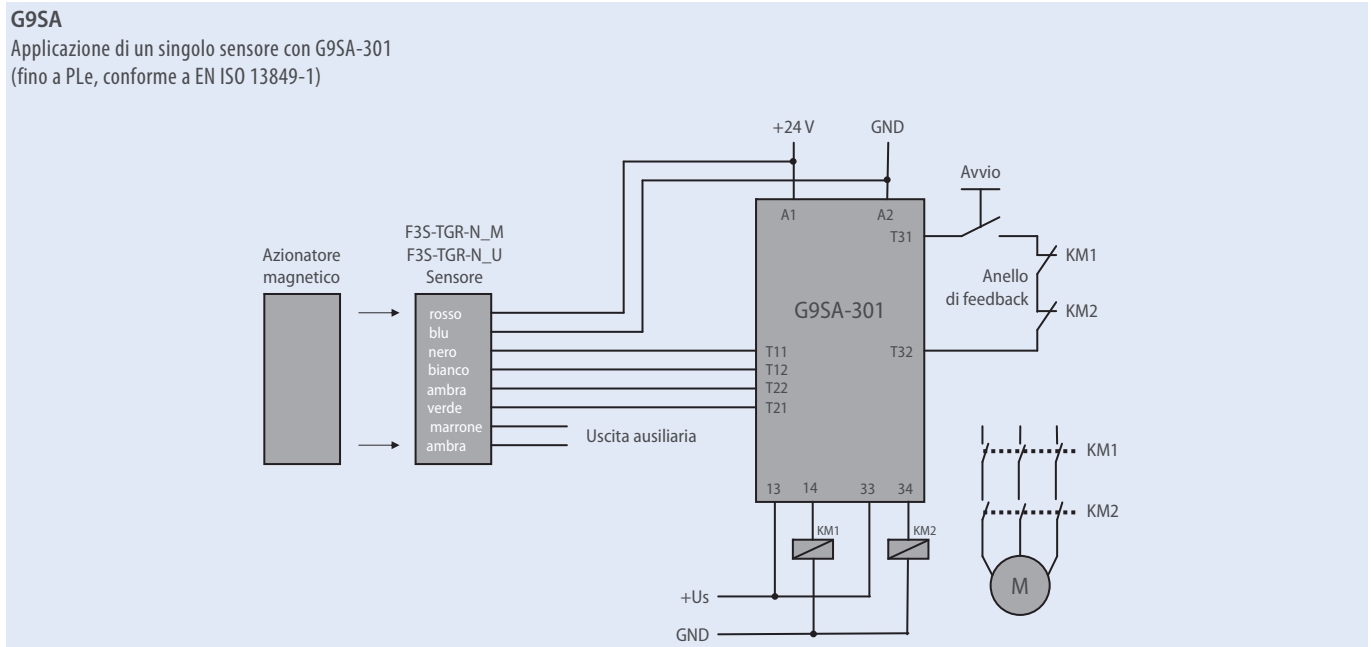 G9SA
Applicazione di un singolo sensore con G9SA-301
(fino a PLe, conforme a EN ISO 13849-1)
+24 V
GND
Avvio
A1
A2
T31
F3S-TGR-N_M
F3S-TGR-N_U
Sensore
Azionatore
magnetico
KM1
Anello
di feedback
KM2
G9SA-301
rosso
blu
nero
bianco
ambra
verde
marrone
ambra
T11
T12
T22
T21
T32
Uscita ausiliaria
13
14
33
34
KM1
KM2
KM1
KM2
M
+Us
GND